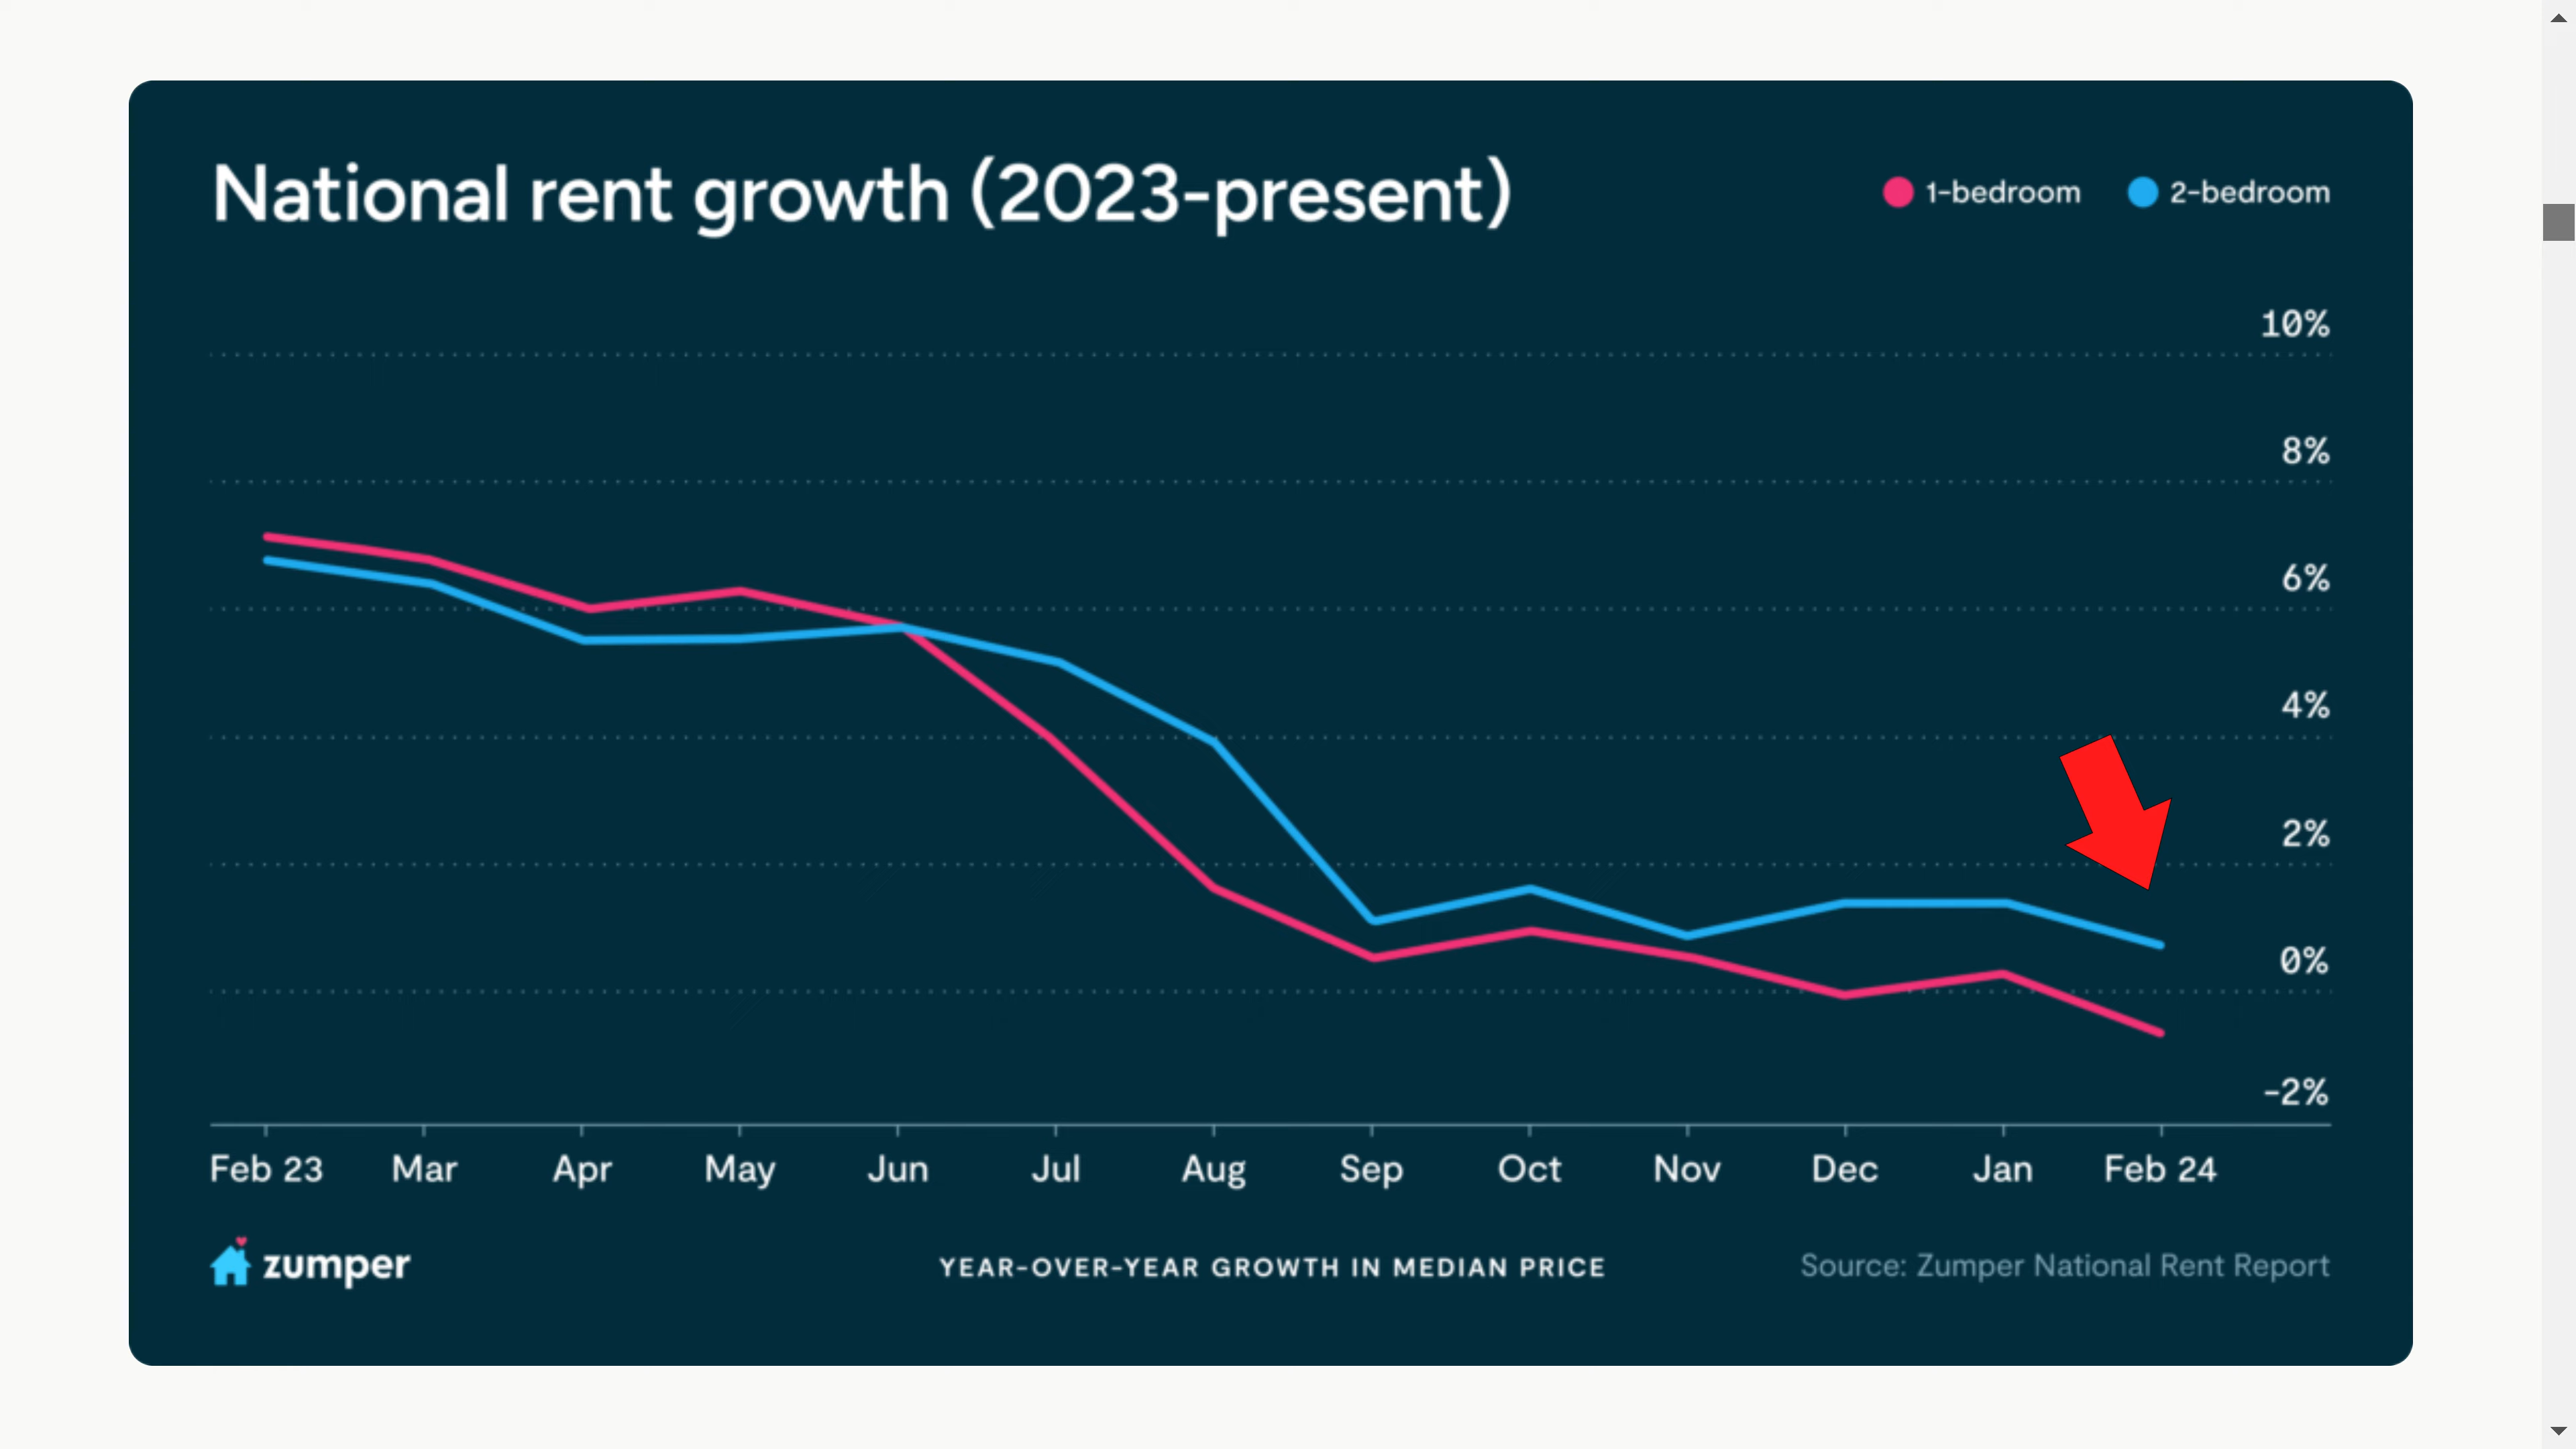 National rent growth (2023-present)
1-bedroom 2-bedroom
10%
8%
6%
4%
2%
0%
-2%
Feb 23 Mar Apr May Jun Jul Aug Sep Oct Nov Dec Jan Feb 24
zumper
YEAR-OVER-YEAR GROWTH IN MEDIAN PRICE
Source: Zumper National Rent Report